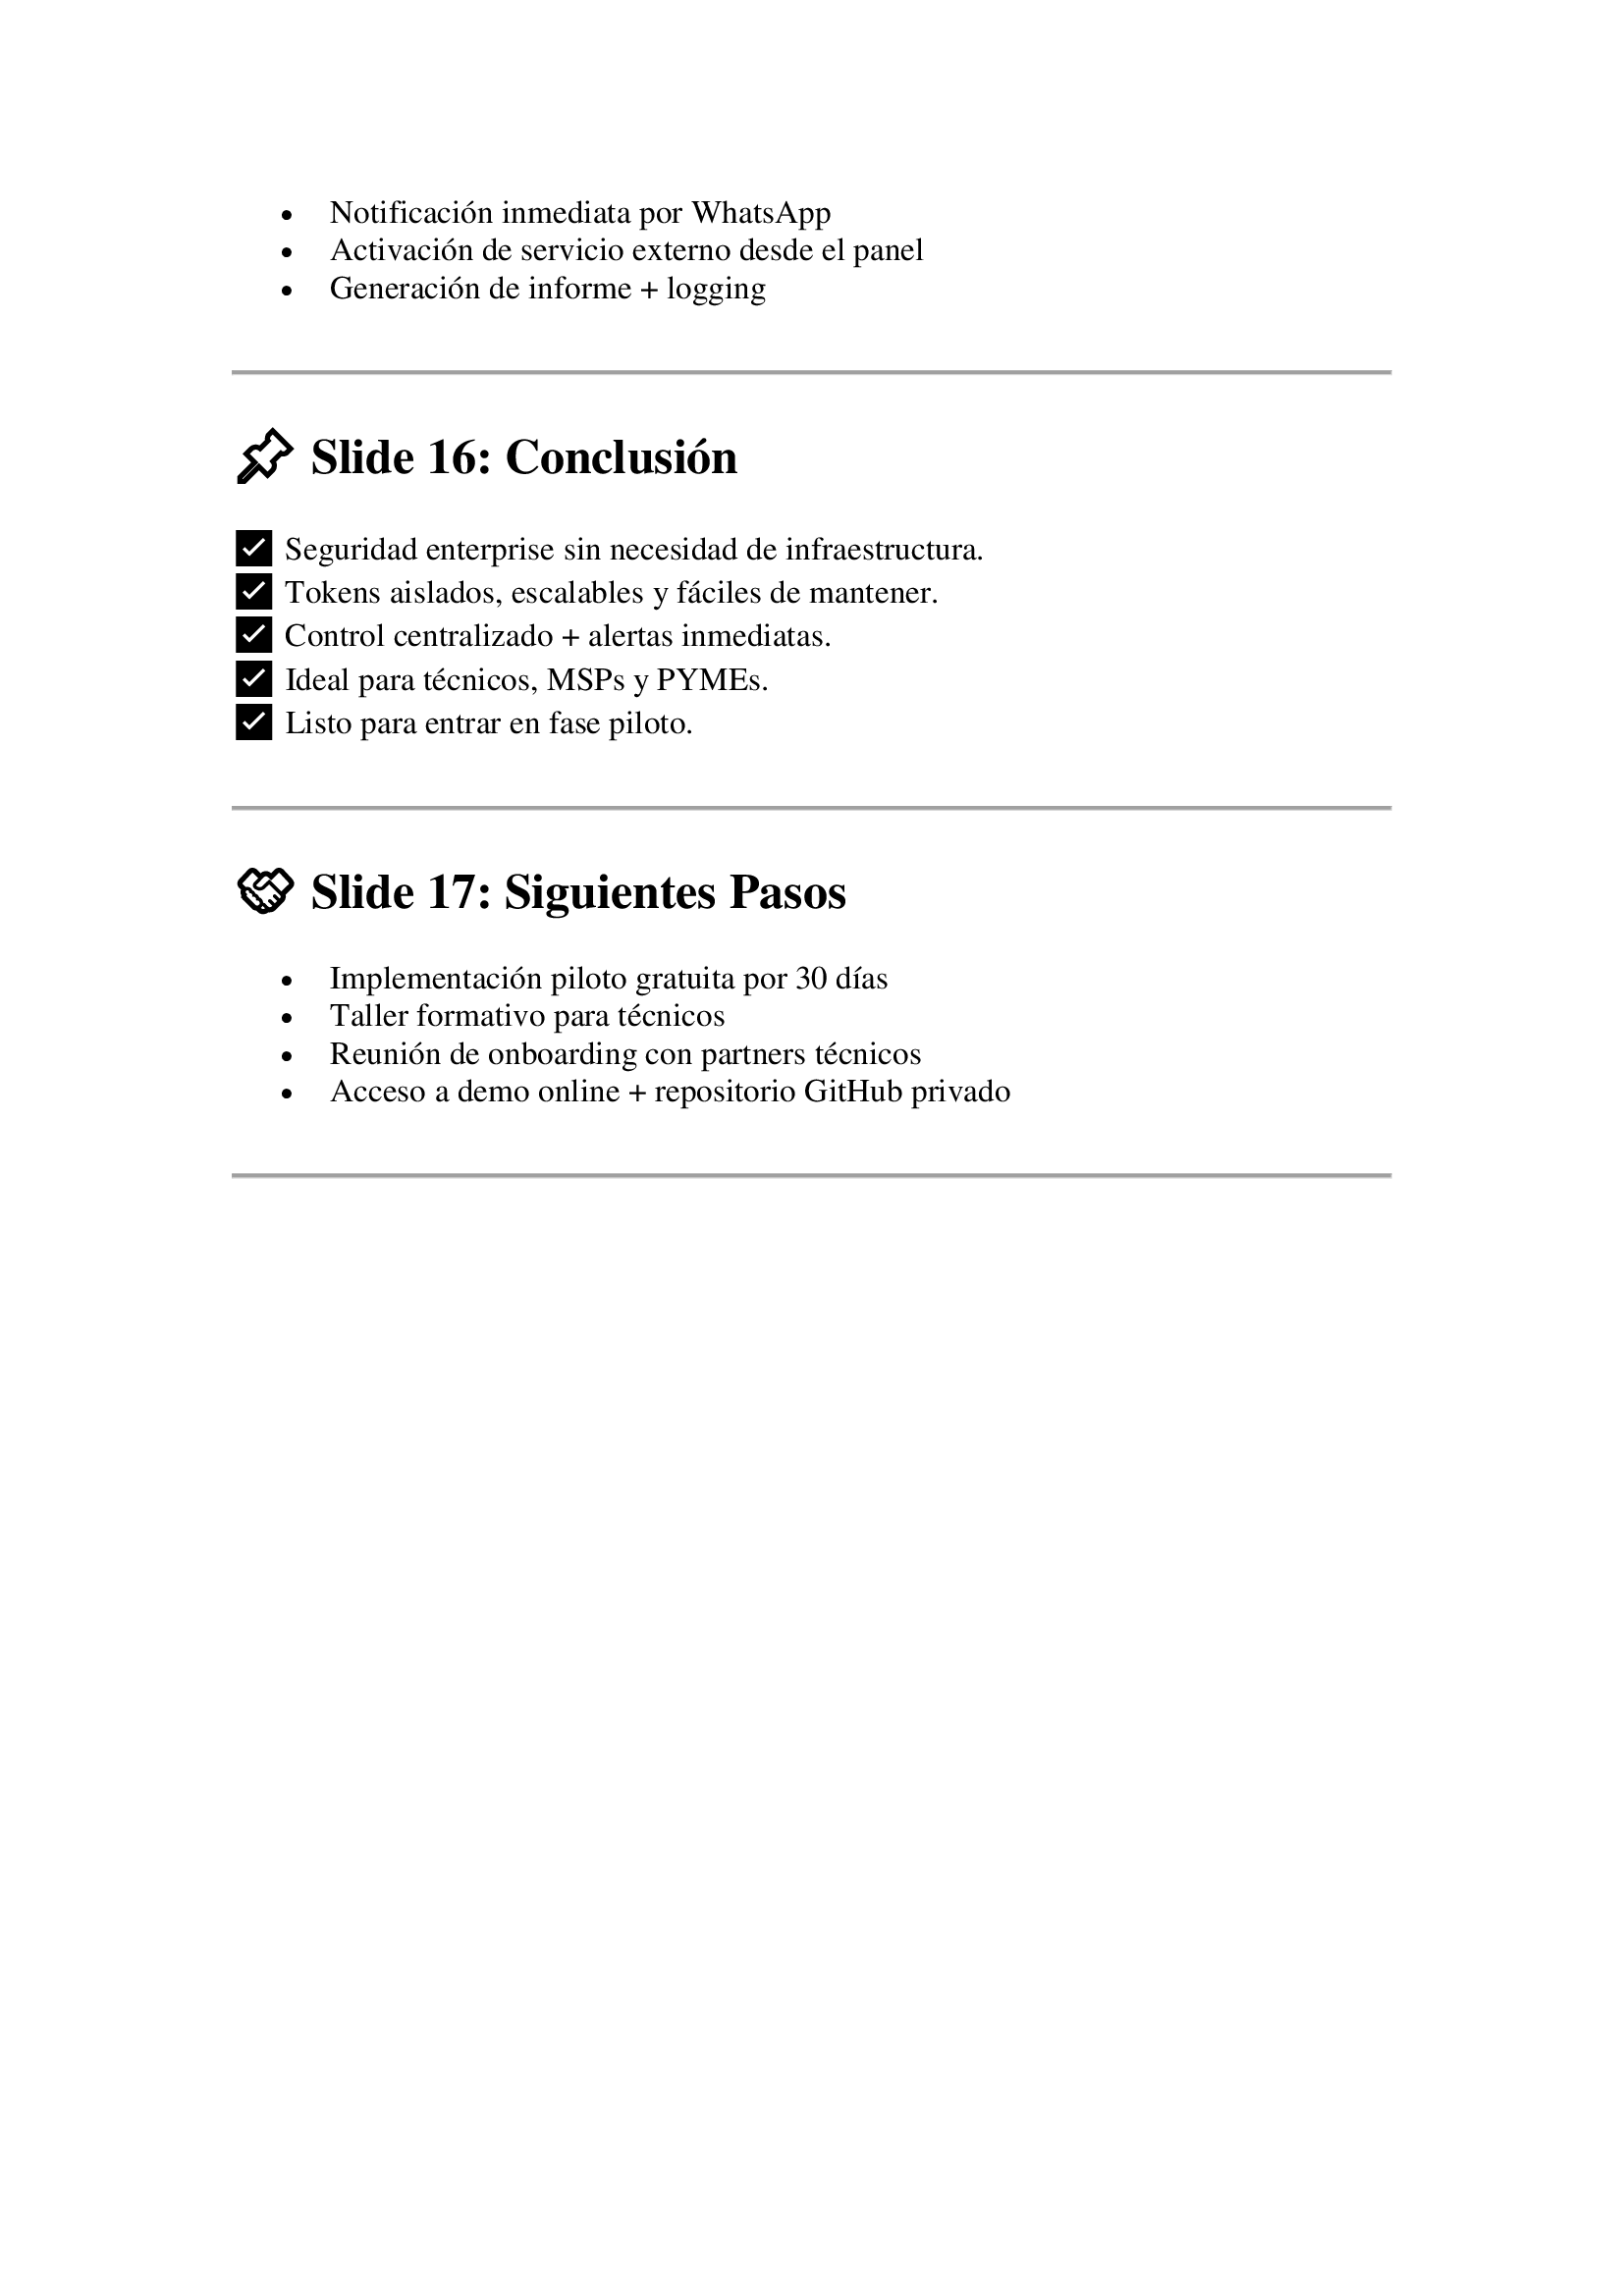 • Notificación inmediata por WhatsApp
• Activación de servicio externo desde el panel
• Generación de informe + logging
📌 Slide 16: Conclusión
✅ Seguridad enterprise sin necesidad de infraestructura.
✅ Tokens aislados, escalables y fáciles de mantener.
✅ Control centralizado + alertas inmediatas.
✅ Ideal para técnicos, MSPs y PYMEs.
✅ Listo para entrar en fase piloto.
🤝 Slide 17: Siguientes Pasos
• Implementación piloto gratuita por 30 días
• Taller formativo para técnicos
• Reunión de onboarding con partners técnicos
• Acceso a demo online + repositorio GitHub privado